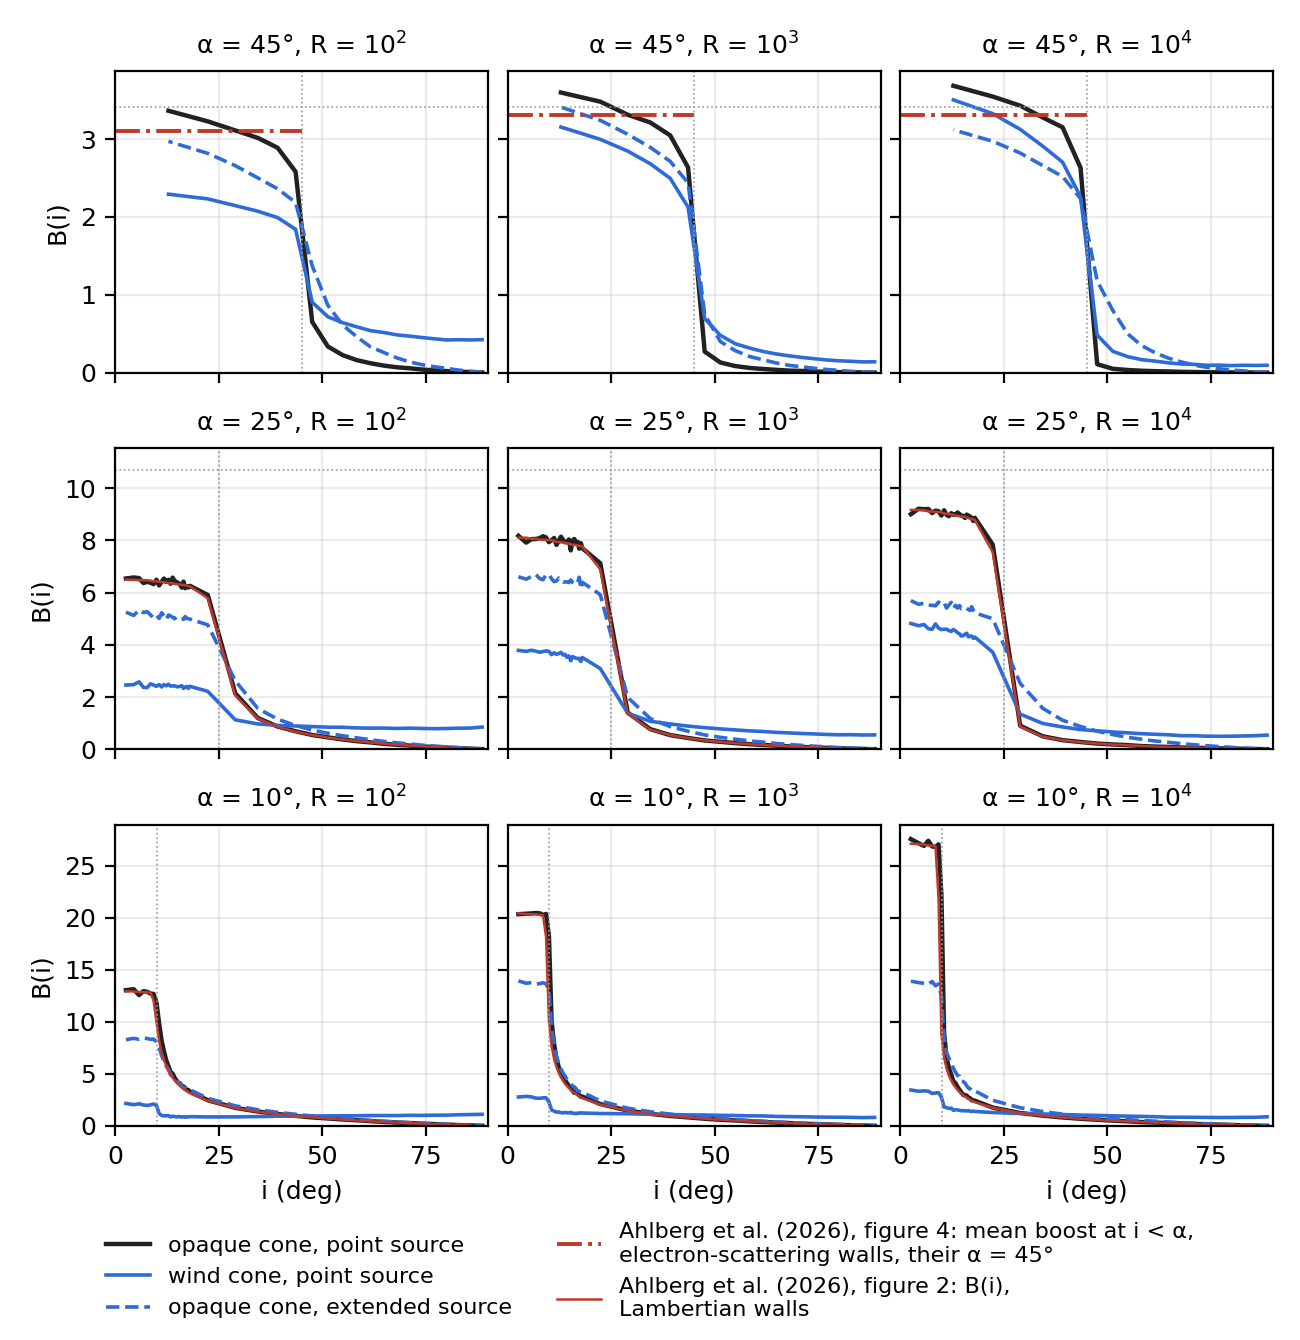 α = 45°, R = 10²
α = 45°, R = 10³
α = 45°, R = 10⁴
B(i)
3
2
1
0
α = 25°, R = 10²
α = 25°, R = 10³
α = 25°, R = 10⁴
B(i)
10
8
6
4
2
0
α = 10°, R = 10²
α = 10°, R = 10³
α = 10°, R = 10⁴
B(i)
25
20
15
10
5
0
0 25 50 75
0 25 50 75
0 25 50 75
i (deg)
i (deg)
i (deg)
opaque cone, point source
wind cone, point source
opaque cone, extended source
Ahlberg et al. (2026), figure 4: mean boost at i < α,
electron-scattering walls, their α = 45°
Ahlberg et al. (2026), figure 2: B(i),
Lambertian walls